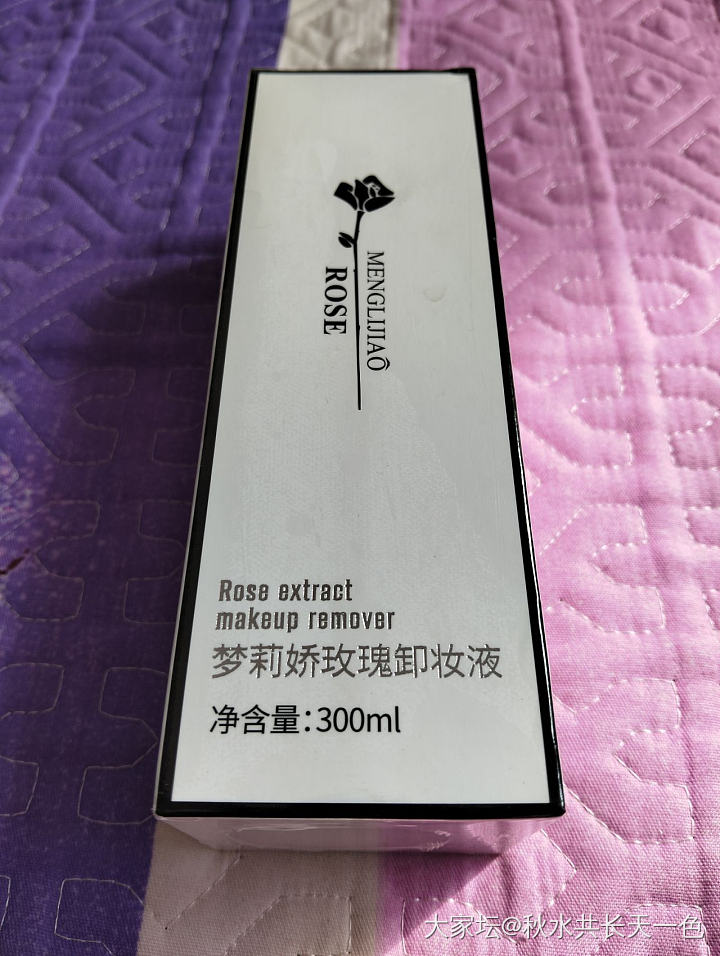 MENGLIJIAÔ
ROSE
Rose extract
makeup remover
梦莉娇玫瑰卸妆液
净含量:300ml
大家坛@秋水共长天一色